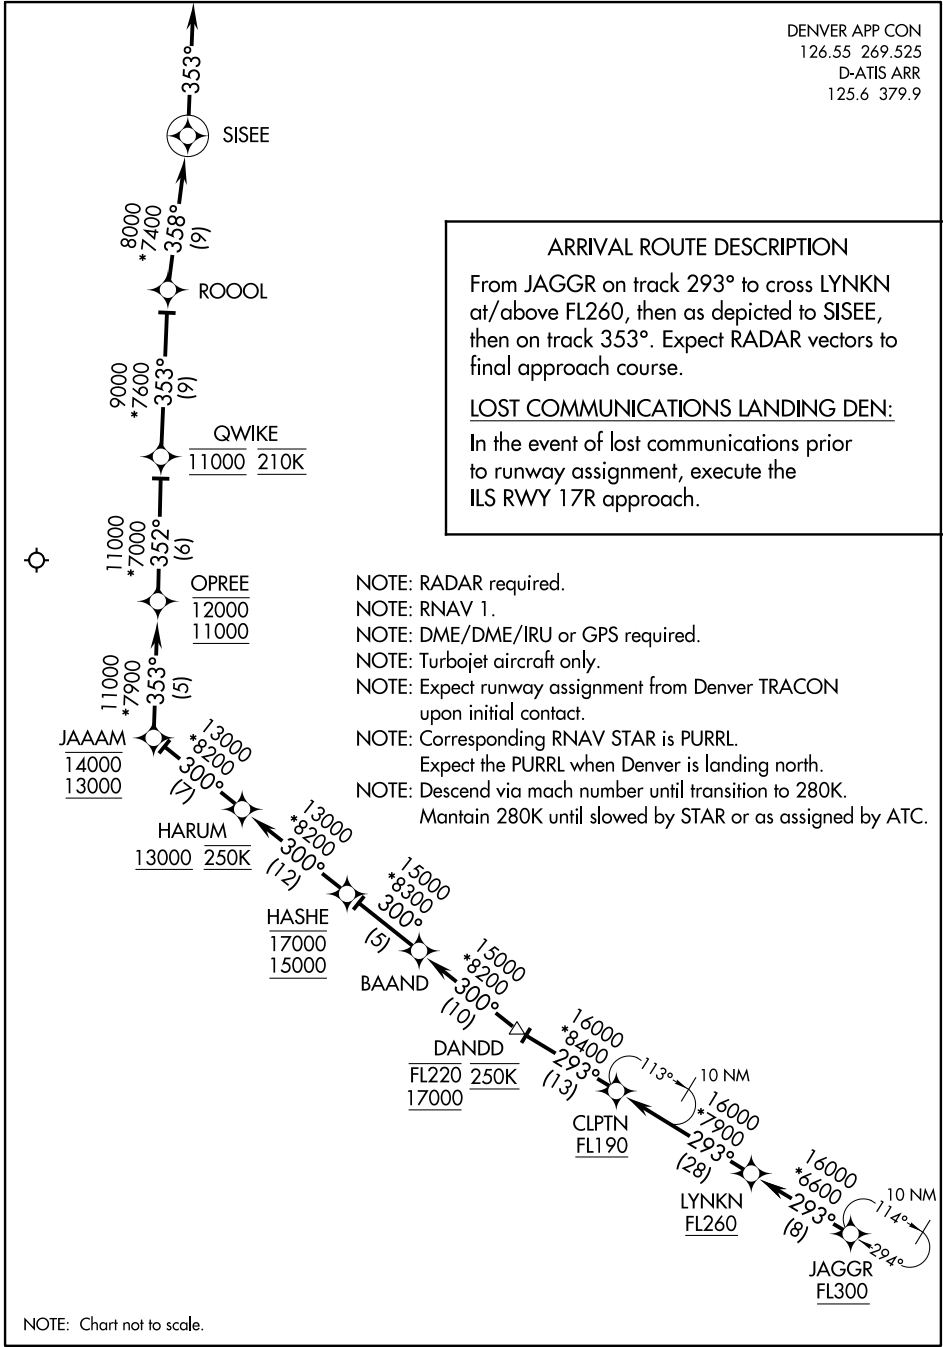 DENVER APP CON
126.55 269.525
D-ATIS ARR
125.6 379.9
353°
SISEE
8000
*7400
358°
(9)
ROOOL
ARRIVAL ROUTE DESCRIPTION
From JAGGR on track 293° to cross LYNKN
at/above FL260, then as depicted to SISEE,
then on track 353°. Expect RADAR vectors to
final approach course.
LOST COMMUNICATIONS LANDING DEN:
In the event of lost communications prior
to runway assignment, execute the
ILS RWY 17R approach.
9000
*7600
353°
(9)
QWIKE
11000 210K
11000
*7000
352°
(6)
OPREE
12000
11000
NOTE: RADAR required.
NOTE: RNAV 1.
NOTE: DME/DME/IRU or GPS required.
NOTE: Turbojet aircraft only.
NOTE: Expect runway assignment from Denver TRACON
upon initial contact.
NOTE: Corresponding RNAV STAR is PURRL.
Expect the PURRL when Denver is landing north.
NOTE: Descend via mach number until transition to 280K.
Mantain 280K until slowed by STAR or as assigned by ATC.
11000
*7900
353°
(5)
JAAAM
14000
13000
13000
*8200
300°
(7)
HARUM
13000 250K
13000
*8200
300°
(12)
HASHE
17000
15000
15000
*8300
300°
(5)
BAAND
15000
*8200
300°
(10)
DANDD
FL220 250K
17000
16000
*8400
293°
(13)
113°
10 NM
CLPTN
FL190
16000
*7900
293°
(28)
LYNKN
FL260
16000
*6600
293°
(8)
114°
10 NM
294°
JAGGR
FL300
NOTE: Chart not to scale.